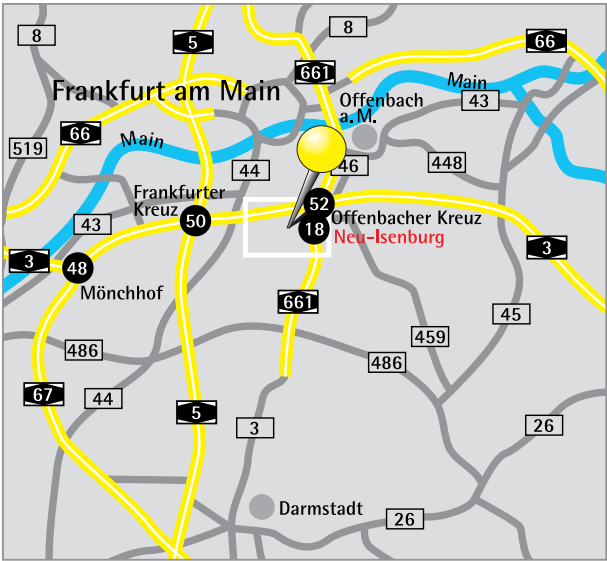 8
5
8
66
661
Frankfurt am Main
Main
43
Offenbach
a. M.
66
Main
519
44
46
448
Frankfurter
Kreuz
50
52
Offenbacher Kreuz
43
18
Neu-Isenburg
3
48
3
Mönchhof
661
45
459
486
486
67
44
5
3
26
Darmstadt
26